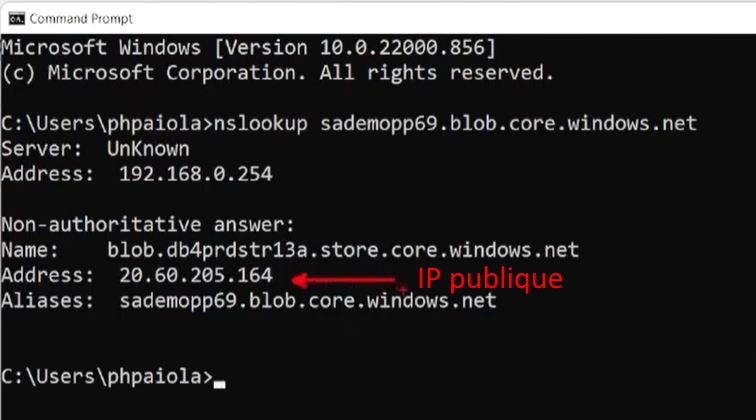 Command Prompt
Microsoft Windows [Version 10.0.22000.856]
(c) Microsoft Corporation. All rights reserved.
C:\Users\phpaiola>nslookup sademopp69.blob.core.windows.net
Server:  UnKnown
Address:  192.168.0.254
Non-authoritative answer:
Name:    blob.db4prdstr13a.store.core.windows.net
Address:  20.60.205.164 IP publique
Aliases:  sademopp69.blob.core.windows.net
C:\Users\phpaiola>